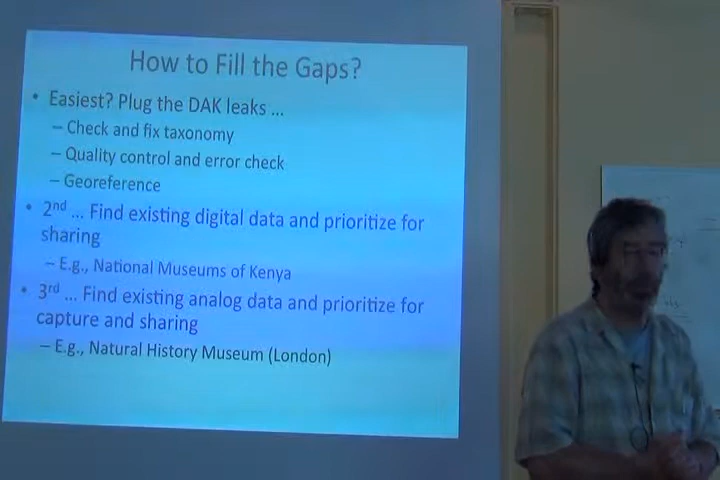 How to Fill the Gaps?
• Easiest? Plug the DAK leaks ...
– Check and fix taxonomy
– Quality control and error check
– Georeference
• 2nd ... Find existing digital data and prioritize for
sharing
– E.g., National Museums of Kenya
• 3rd ... Find existing analog data and prioritize for
capture and sharing
– E.g., Natural History Museum (London)